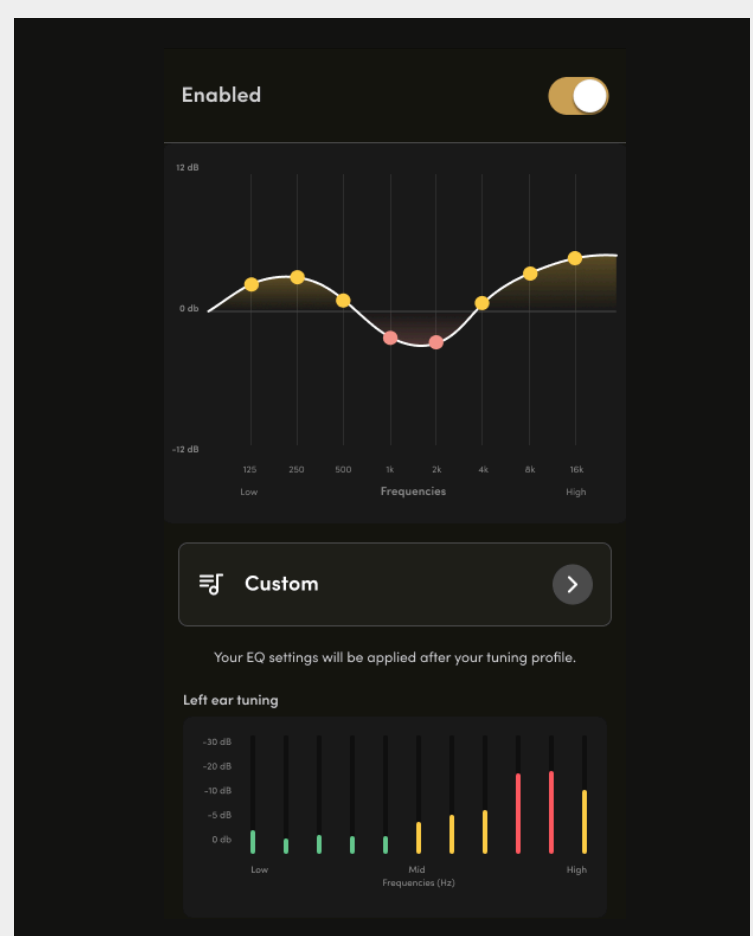 Enabled
12 dB
0 db
-12 dB
125 250 500 1k 2k 4k 8k 16k
Low Frequencies High
Custom
Your EQ settings will be applied after your tuning profile.
Left ear tuning
-30 dB
-20 dB
-10 dB
-5 dB
0 db
Low Mid High
Frequencies (Hz)